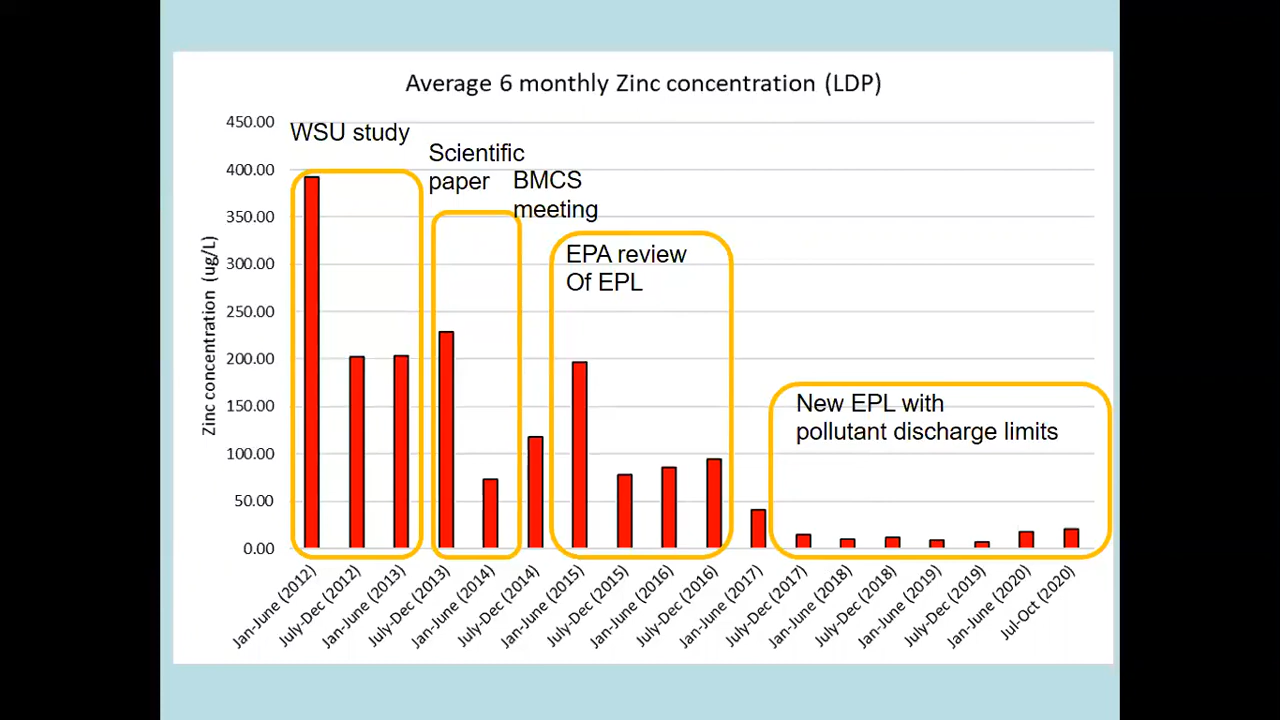 Average 6 monthly Zinc concentration (LDP)
450.00
400.00
350.00
300.00
250.00
200.00
150.00
100.00
50.00
0.00
Zinc concentration (ug/L)
WSU study
Scientific
paper
BMCS
meeting
EPA review
Of EPL
New EPL with
pollutant discharge limits
Jan-June (2012)
July-Dec (2012)
Jan-June (2013)
July-Dec (2013)
Jan-June (2014)
July-Dec (2014)
Jan-June (2015)
July-Dec (2015)
Jan-June (2016)
July-Dec (2016)
Jan-June (2017)
July-Dec (2017)
Jan-June (2018)
July-Dec (2018)
Jan-June (2019)
July-Dec (2019)
Jan-June (2020)
Jul-Oct (2020)